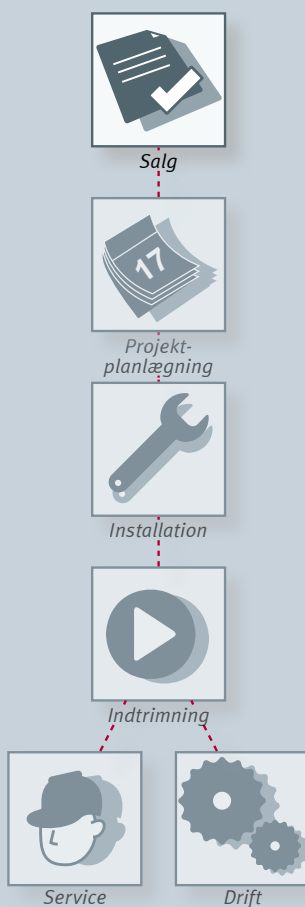 Salg
17
Projekt-
planlægning
Installation
Indtrimning
Service
Drift